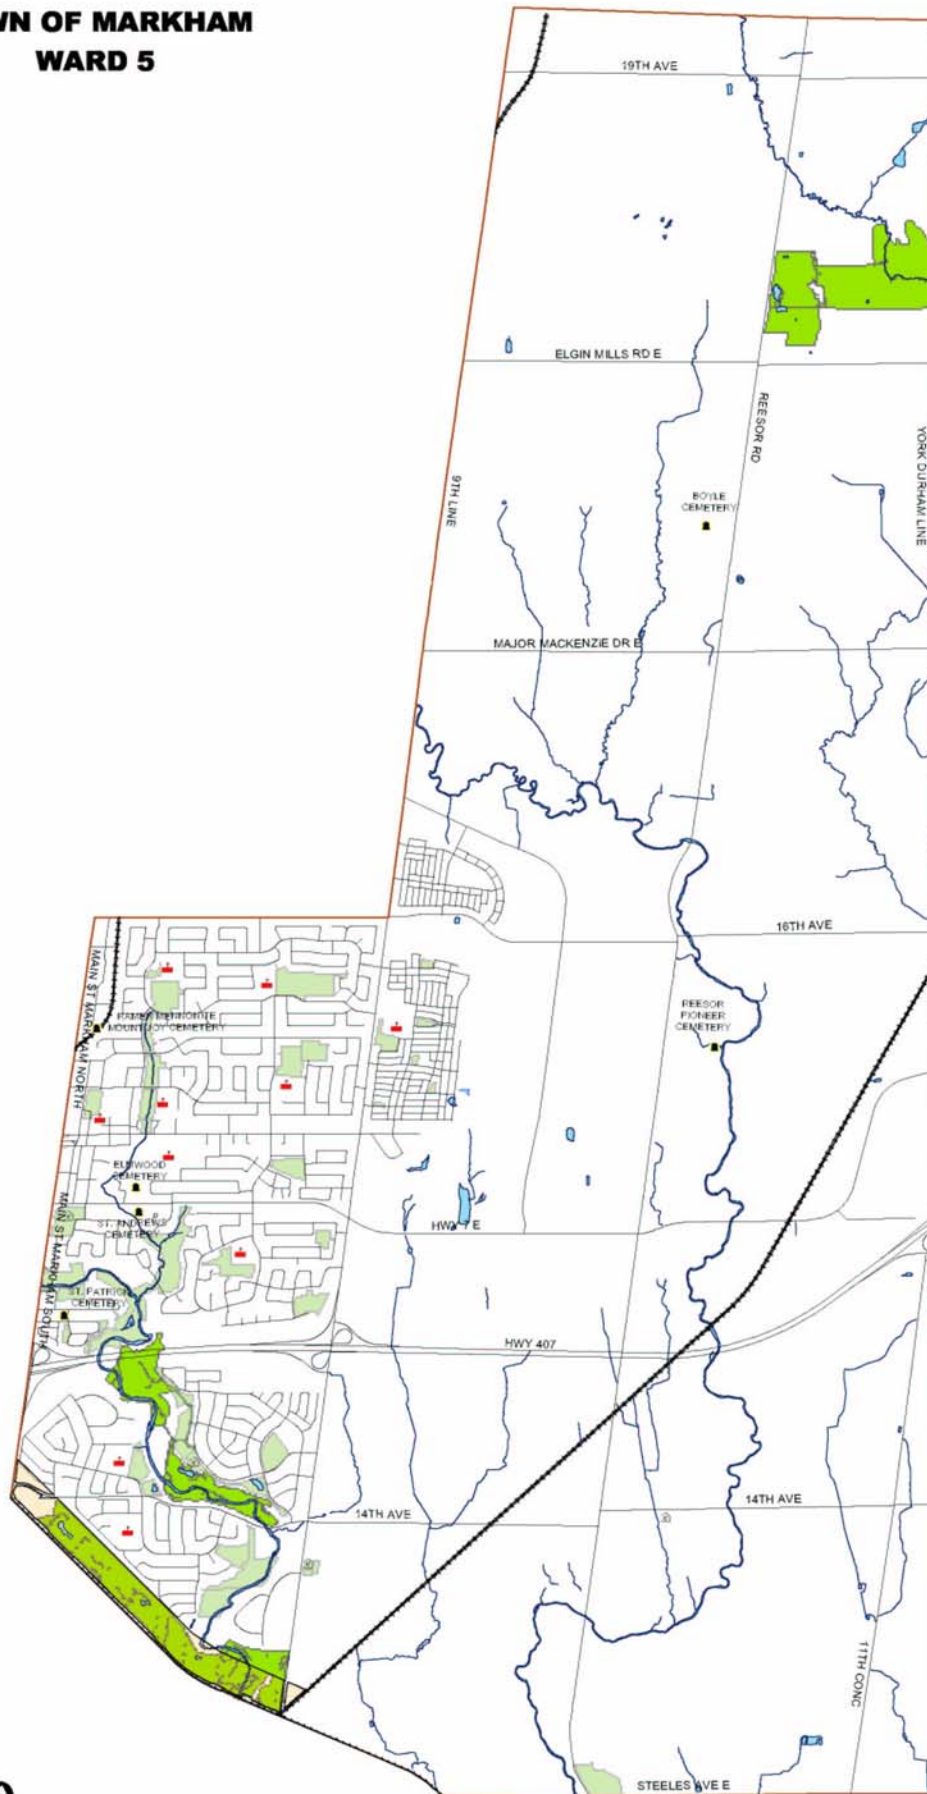 WN OF MARKHAM
WARD 5
19TH AVE
ELGIN MILLS RD E
REESOR RD
YORK DURHAM LINE
9TH LINE
BOYLE
CEMETERY
MAJOR MACKENZIE DR E
16TH AVE
MAIN ST MARKHAM NORTH
REESOR
PIONEER
CEMETERY
MENNONITE
MOUNTJOY CEMETERY
ELMWOOD
CEMETERY
MAIN ST MARKHAM SOUTH
ST. ANDREWS
CEMETERY
HWY 7 E
ST. PATRICK
CEMETERY
HWY 407
14TH AVE
14TH AVE
11TH CONC
STEELES AVE E